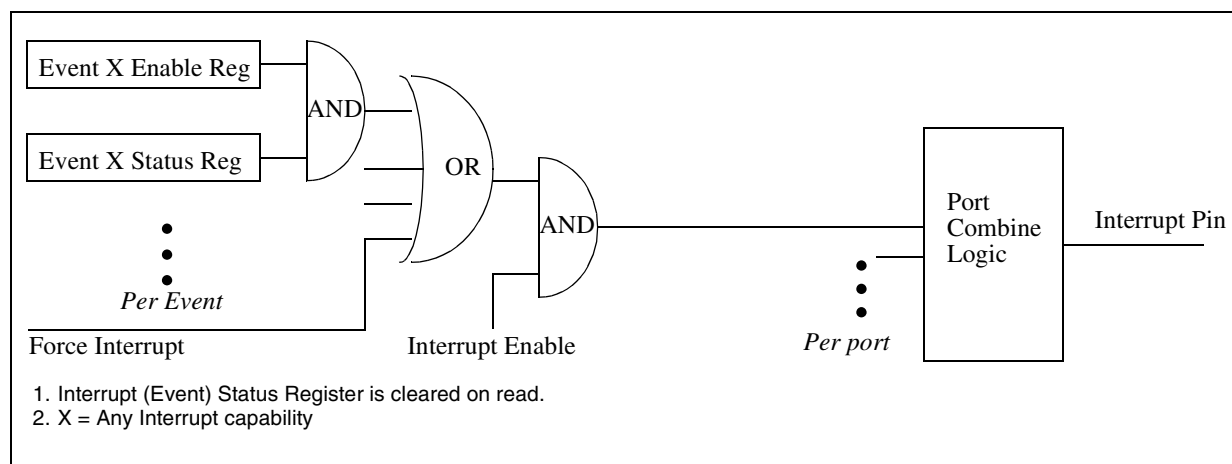 Event X Enable Reg
AND
Event X Status Reg
OR
AND
Port
Combine
Logic
Interrupt Pin
Per Event
Force Interrupt
Interrupt Enable
Per port
1. Interrupt (Event) Status Register is cleared on read.
2. X = Any Interrupt capability